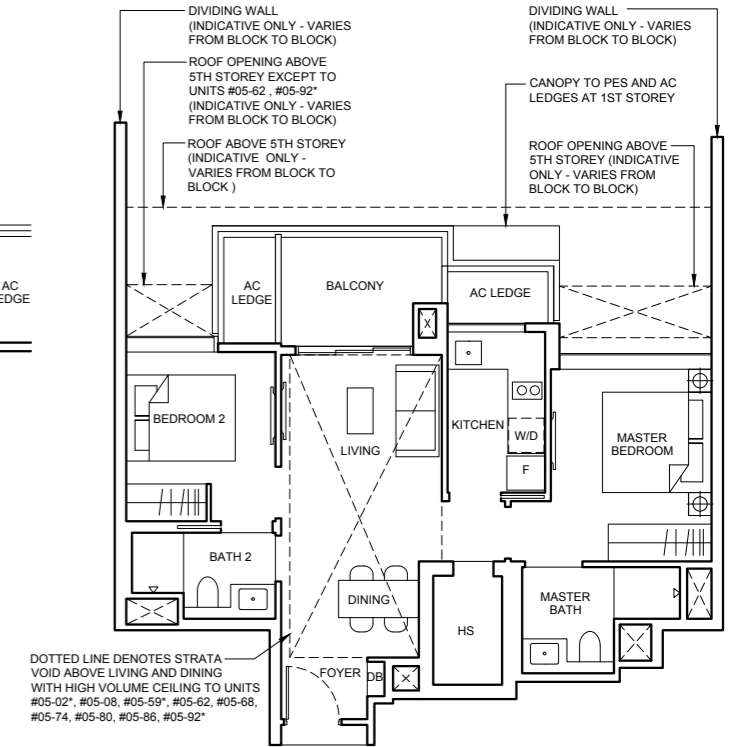 DIVIDING WALL
(INDICATIVE ONLY - VARIES
FROM BLOCK TO BLOCK)
DIVIDING WALL
(INDICATIVE ONLY - VARIES
FROM BLOCK TO BLOCK)
ROOF OPENING ABOVE
5TH STOREY EXCEPT TO
UNITS #05-62 , #05-92*
(INDICATIVE ONLY - VARIES
FROM BLOCK TO BLOCK)
CANOPY TO PES AND AC
LEDGES AT 1ST STOREY
ROOF ABOVE 5TH STOREY
(INDICATIVE ONLY -
VARIES FROM BLOCK TO
BLOCK )
ROOF OPENING ABOVE
5TH STOREY (INDICATIVE
ONLY - VARIES FROM
BLOCK TO BLOCK)
AC
EDGE
AC
LEDGE
BALCONY
AC LEDGE
X
BEDROOM 2
LIVING
KITCHEN
W/D
F
MASTER
BEDROOM
BATH 2
DINING
HS
MASTER
BATH
FOYER
DB
DOTTED LINE DENOTES STRATA
VOID ABOVE LIVING AND DINING
WITH HIGH VOLUME CEILING TO UNITS
#05-02*, #05-08, #05-59*, #05-62, #05-68,
#05-74, #05-80, #05-86, #05-92*